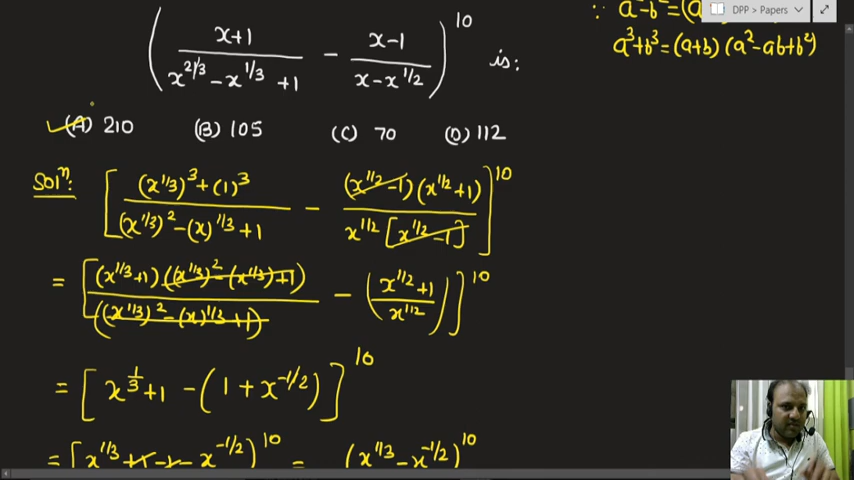 ∵ a²-b²=(a
DPP > Papers
(x+1 / (x^{2/3} - x^{1/3} + 1) - (x-1) / (x - x^{1/2}))^{10} is:
a³+b³=(a+b)(a²-ab+b²)
(A) 210 (B) 105 (C) 70 (D) 112
Solⁿ: [((x^{1/3})³+(1)³) / ((x^{1/3})²-(x)^{1/3}+1) - ((x^{1/2}-1)(x^{1/2}+1)) / (x^{1/2}[x^{1/2}-1])]^{10}
= [((x^{1/3}+1)((x^{1/3})²-(x^{1/3})+1)) / (((x^{1/3})²-(x)^{1/3}+1)) - ((x^{1/2}+1) / x^{1/2})]^{10}
= [x^{1/3}+1 - (1+x^{-1/2})]^{10}
= [x^{1/3}+1-1-x^{-1/2})^{10} = (x^{1/3}-x^{-1/2})^{10}